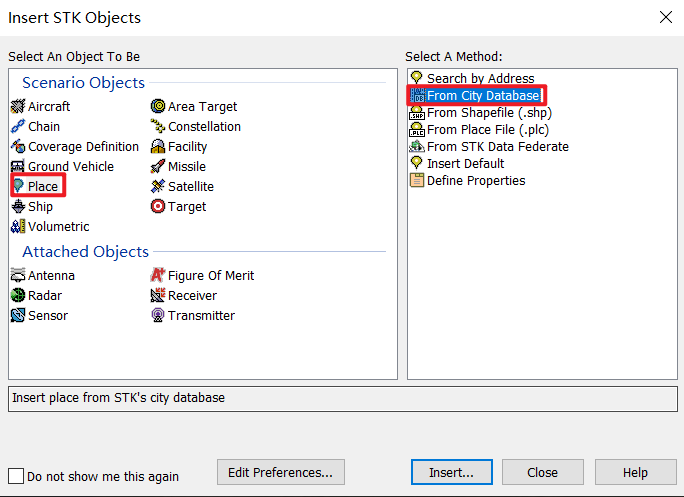 Insert STK Objects
Select An Object To Be
Scenario Objects
Aircraft
Area Target
Chain
Constellation
Coverage Definition
Facility
Ground Vehicle
Missile
Place
Satellite
Ship
Target
Volumetric
Attached Objects
Antenna
Figure Of Merit
Radar
Receiver
Sensor
Transmitter
Select A Method:
Search by Address
From City Database
From Shapefile (.shp)
From Place File (.plc)
From STK Data Federate
Insert Default
Define Properties
Insert place from STK's city database
Do not show me this again
Edit Preferences...
Insert...
Close
Help